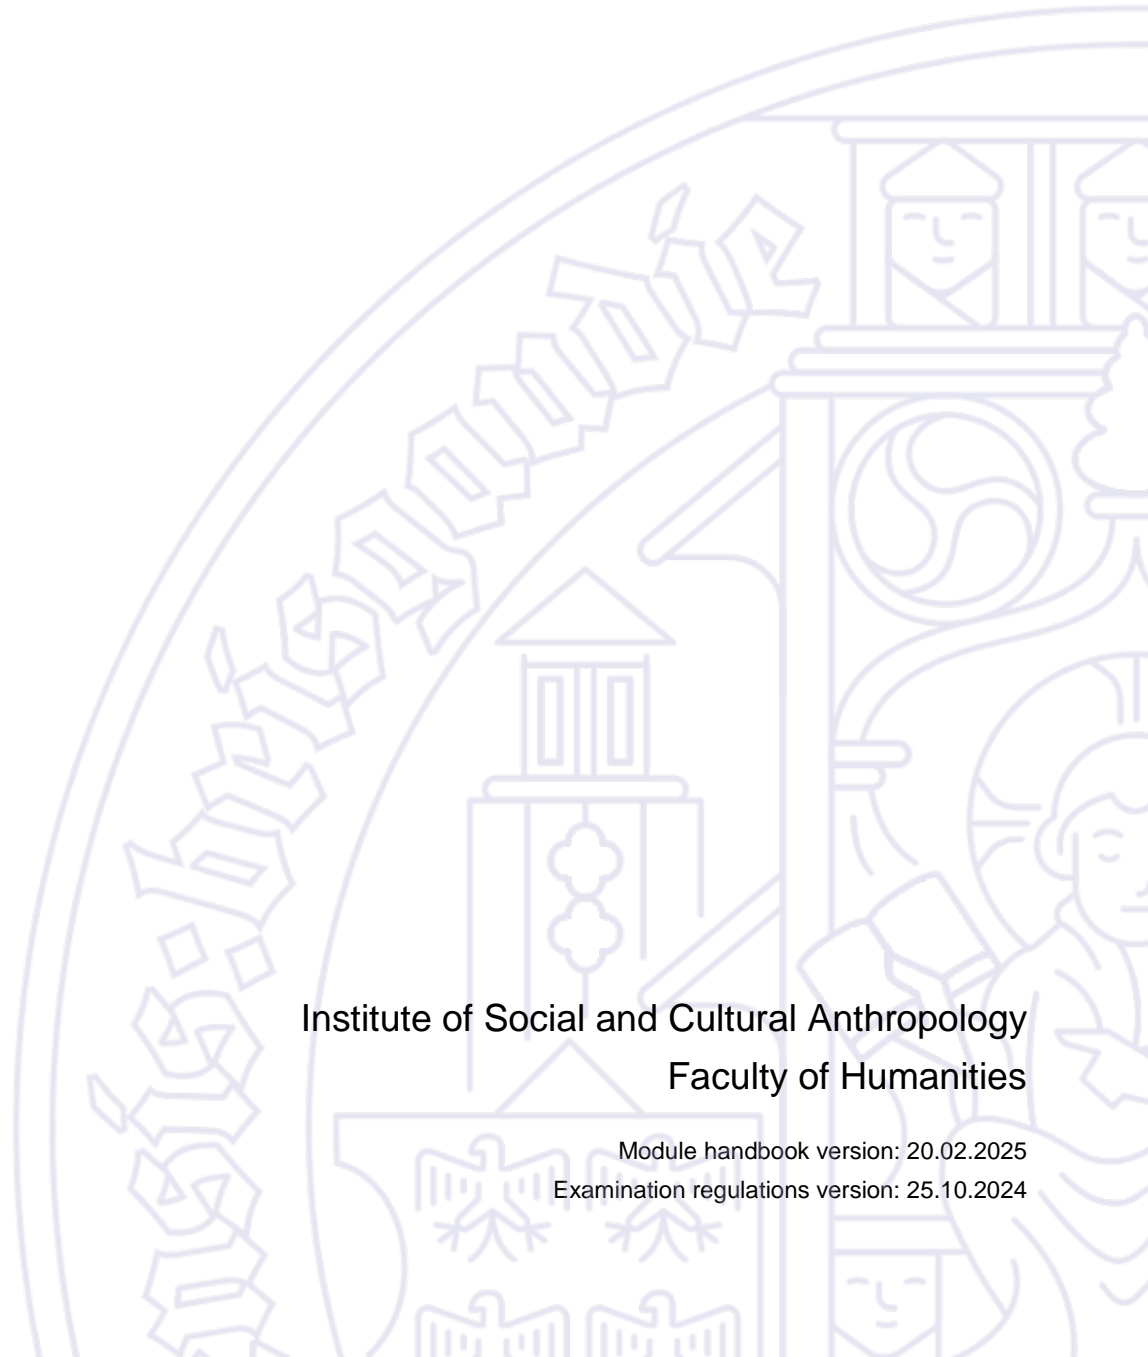 Institute of Social and Cultural Anthropology
Faculty of Humanities
Module handbook version: 20.02.2025
Examination regulations version: 25.10.2024